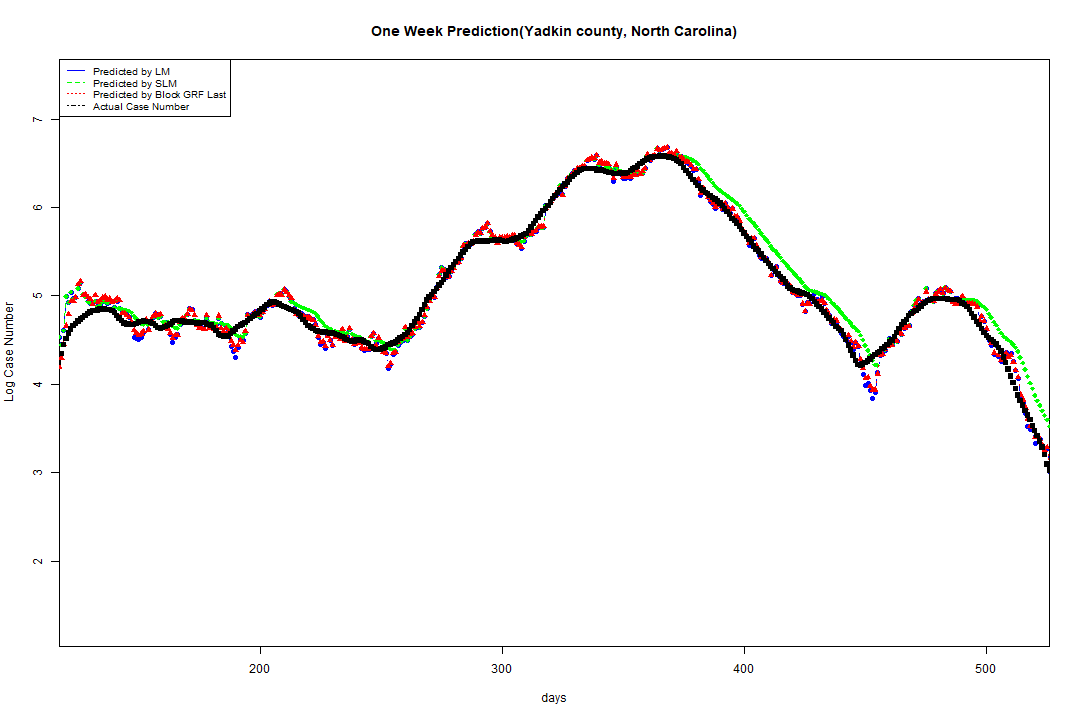 One Week Prediction(Yadkin county, North Carolina)
Predicted by LM
Predicted by SLM
Predicted by Block GRF Last
Actual Case Number
7
6
5
4
3
2
Log Case Number
200
300
400
500
days